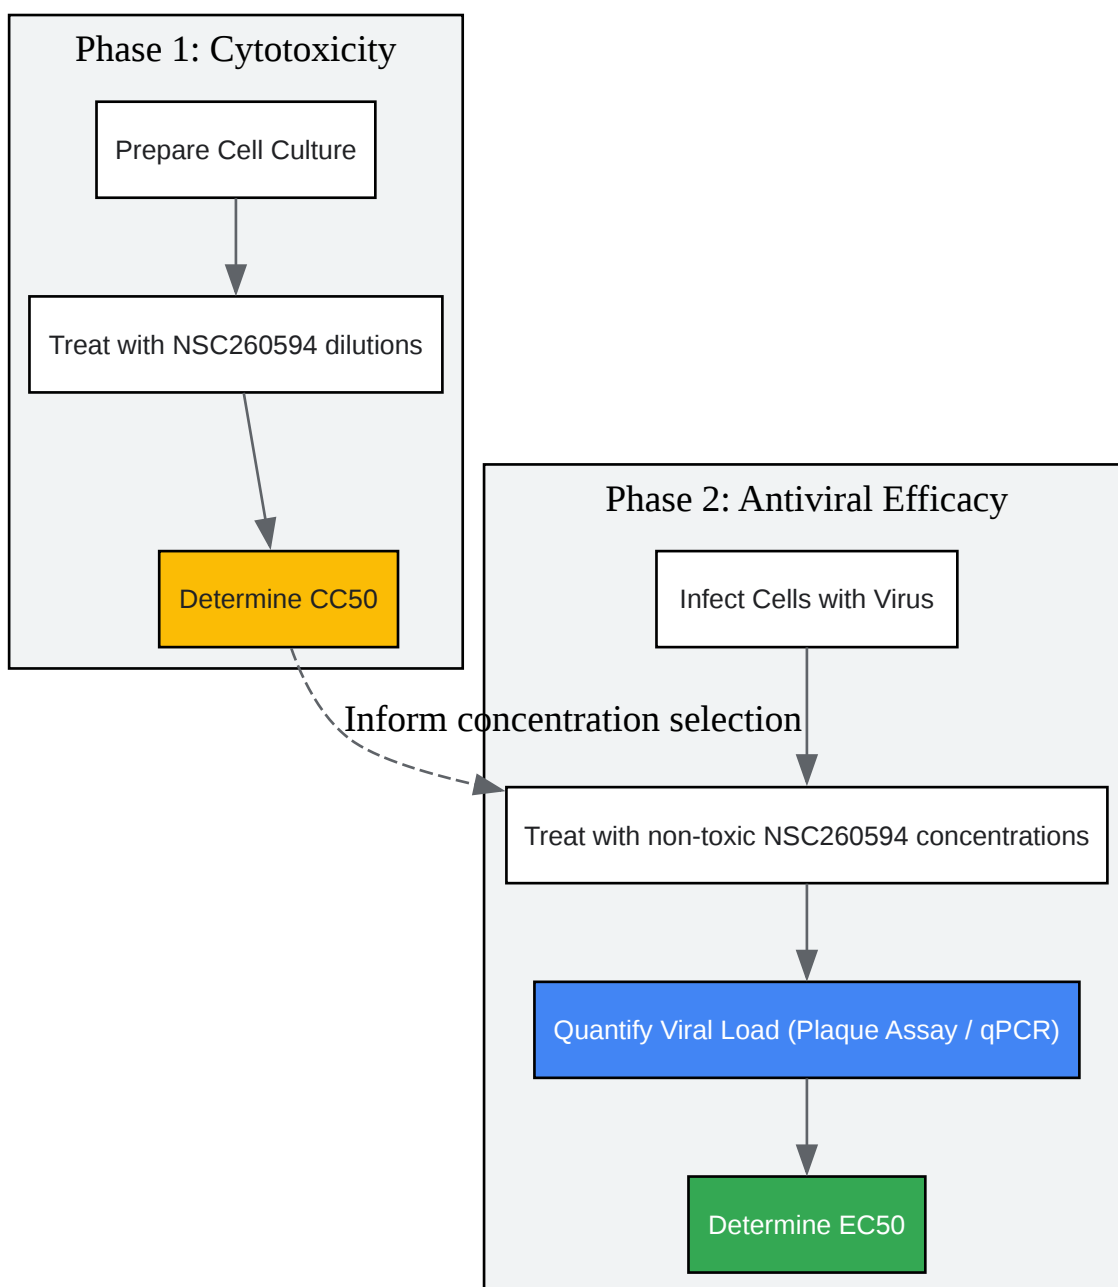 Phase 1: Cytotoxicity
Prepare Cell Culture
Treat with NSC260594 dilutions
Determine CC50
Phase 2: Antiviral Efficacy
Infect Cells with Virus
Inform concentration selection
Treat with non-toxic NSC260594 concentrations
Quantify Viral Load (Plaque Assay / qPCR)
Determine EC50